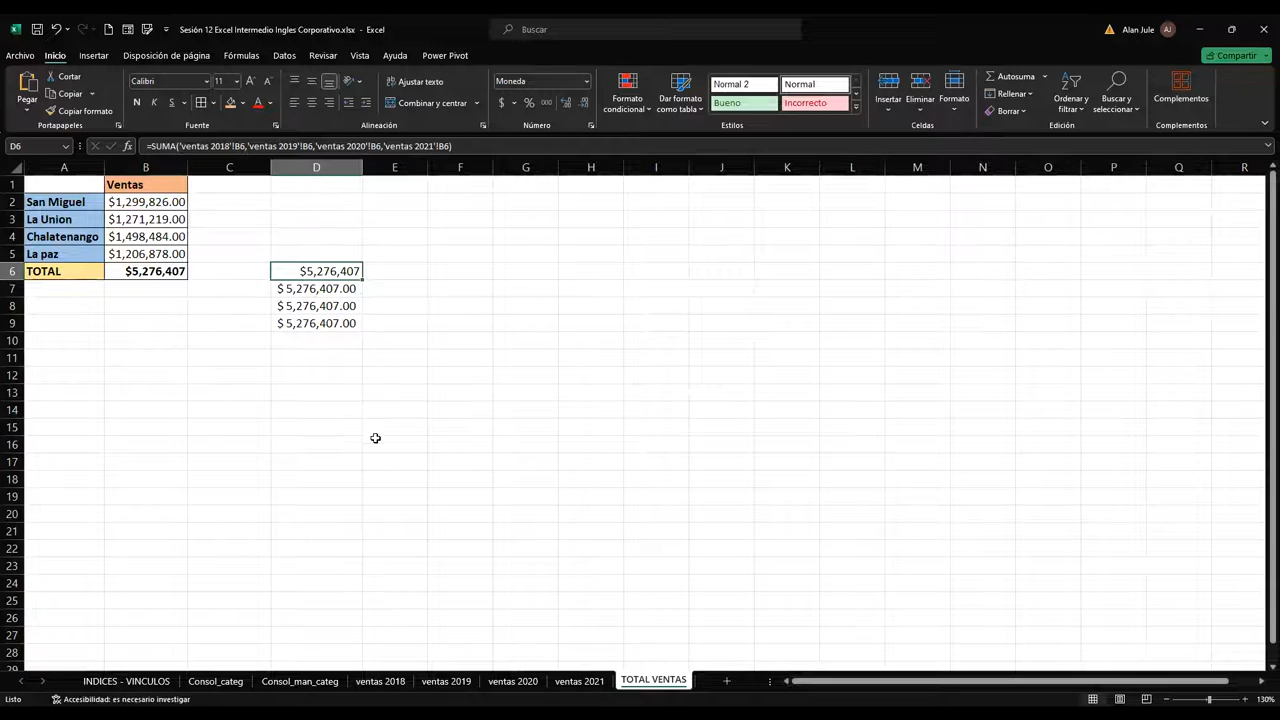 Sesión 12 Excel Intermedio Ingles Corporativo.xlsx - Excel
Buscar
Alan Jule
AJ
Archivo Inicio Insertar Disposición de página Fórmulas Datos Revisar Vista Ayuda Power Pivot
Compartir
Pegar
Cortar
Copiar
Copiar formato
Portapapeles
Calibri 11
N K S
Fuente
Ajustar texto
Combinar y centrar
Alineación
Moneda
$ % 000
Número
Formato condicional
Dar formato como tabla
Normal 2 Normal
Bueno Incorrecto
Estilos
Insertar Eliminar Formato
Celdas
Autosuma
Rellenar
Borrar
Ordenar y filtrar
Buscar y seleccionar
Edición
Complementos
Complementos
D6 fx =SUMA('ventas 2018'!B6,'ventas 2019'!B6,'ventas 2020'!B6,'ventas 2021'!B6)
A B C D E F G H I J K L M N O P Q R
1 Ventas
2 San Miguel $1,299,826.00
3 La Union $1,271,219.00
4 Chalatenango $1,498,484.00
5 La paz $1,206,878.00
6 TOTAL $5,276,407 $5,276,407
7 $ 5,276,407.00
8 $ 5,276,407.00
9 $ 5,276,407.00
10
11
12
13
14
15
16
17
18
19
20
21
22
23
24
25
26
27
28
29
INDICES - VINCULOS Consol_categ Consol_man_categ ventas 2018 ventas 2019 ventas 2020 ventas 2021 TOTAL VENTAS
Listo Accesibilidad: es necesario investigar 130%